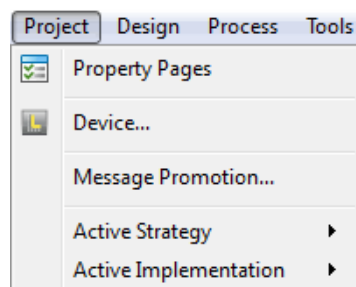 Project Design Process Tools
Property Pages
Device...
Message Promotion...
Active Strategy
Active Implementation